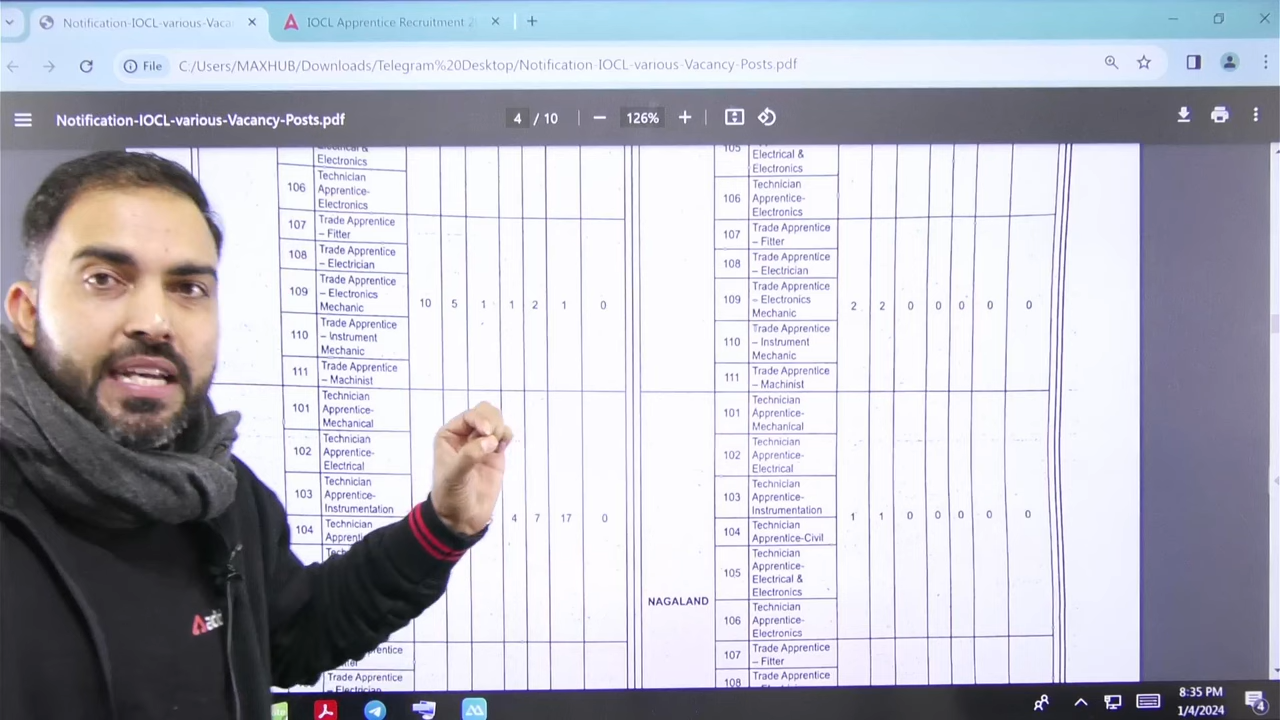 Notification-IOCL-various-Vaca
IOCL Apprentice Recruitment 2
File
C:/Users/MAXHUB/Downloads/Telegram%20Desktop/Notification-IOCL-various-Vacancy-Posts.pdf
Notification-IOCL-various-Vacancy-Posts.pdf
4 / 10
126%
Electrical &
Electronics
106
Technician
Apprentice-
Electronics
107
Trade Apprentice
– Fitter
108
Trade Apprentice
– Electrician
109
Trade Apprentice
– Electronics
Mechanic
10 5 1 1 2 1 0
110
Trade Apprentice
– Instrument
Mechanic
111
Trade Apprentice
– Machinist
101
Technician
Apprentice-
Mechanical
102
Technician
Apprentice-
Electrical
103
Technician
Apprentice-
Instrumentation
4 7 17 0
104
Technician
105
Electrical &
Electronics
106
Technician
Apprentice-
Electronics
107
Trade Apprentice
– Fitter
108
Trade Apprentice
– Electrician
109
Trade Apprentice
– Electronics
Mechanic
2 2 0 0 0 0 0
110
Trade Apprentice
– Instrument
Mechanic
111
Trade Apprentice
– Machinist
NAGALAND
101
Technician
Apprentice-
Mechanical
102
Technician
Apprentice-
Electrical
103
Technician
Apprentice-
Instrumentation
1 1 0 0 0 0 0
104
Technician
Apprentice-Civil
105
Technician
Apprentice-
Electrical &
Electronics
106
Technician
Apprentice-
Electronics
107
Trade Apprentice
– Fitter
108
Trade Apprentice
Trade Apprentice
8:35 PM
1/4/2024
4